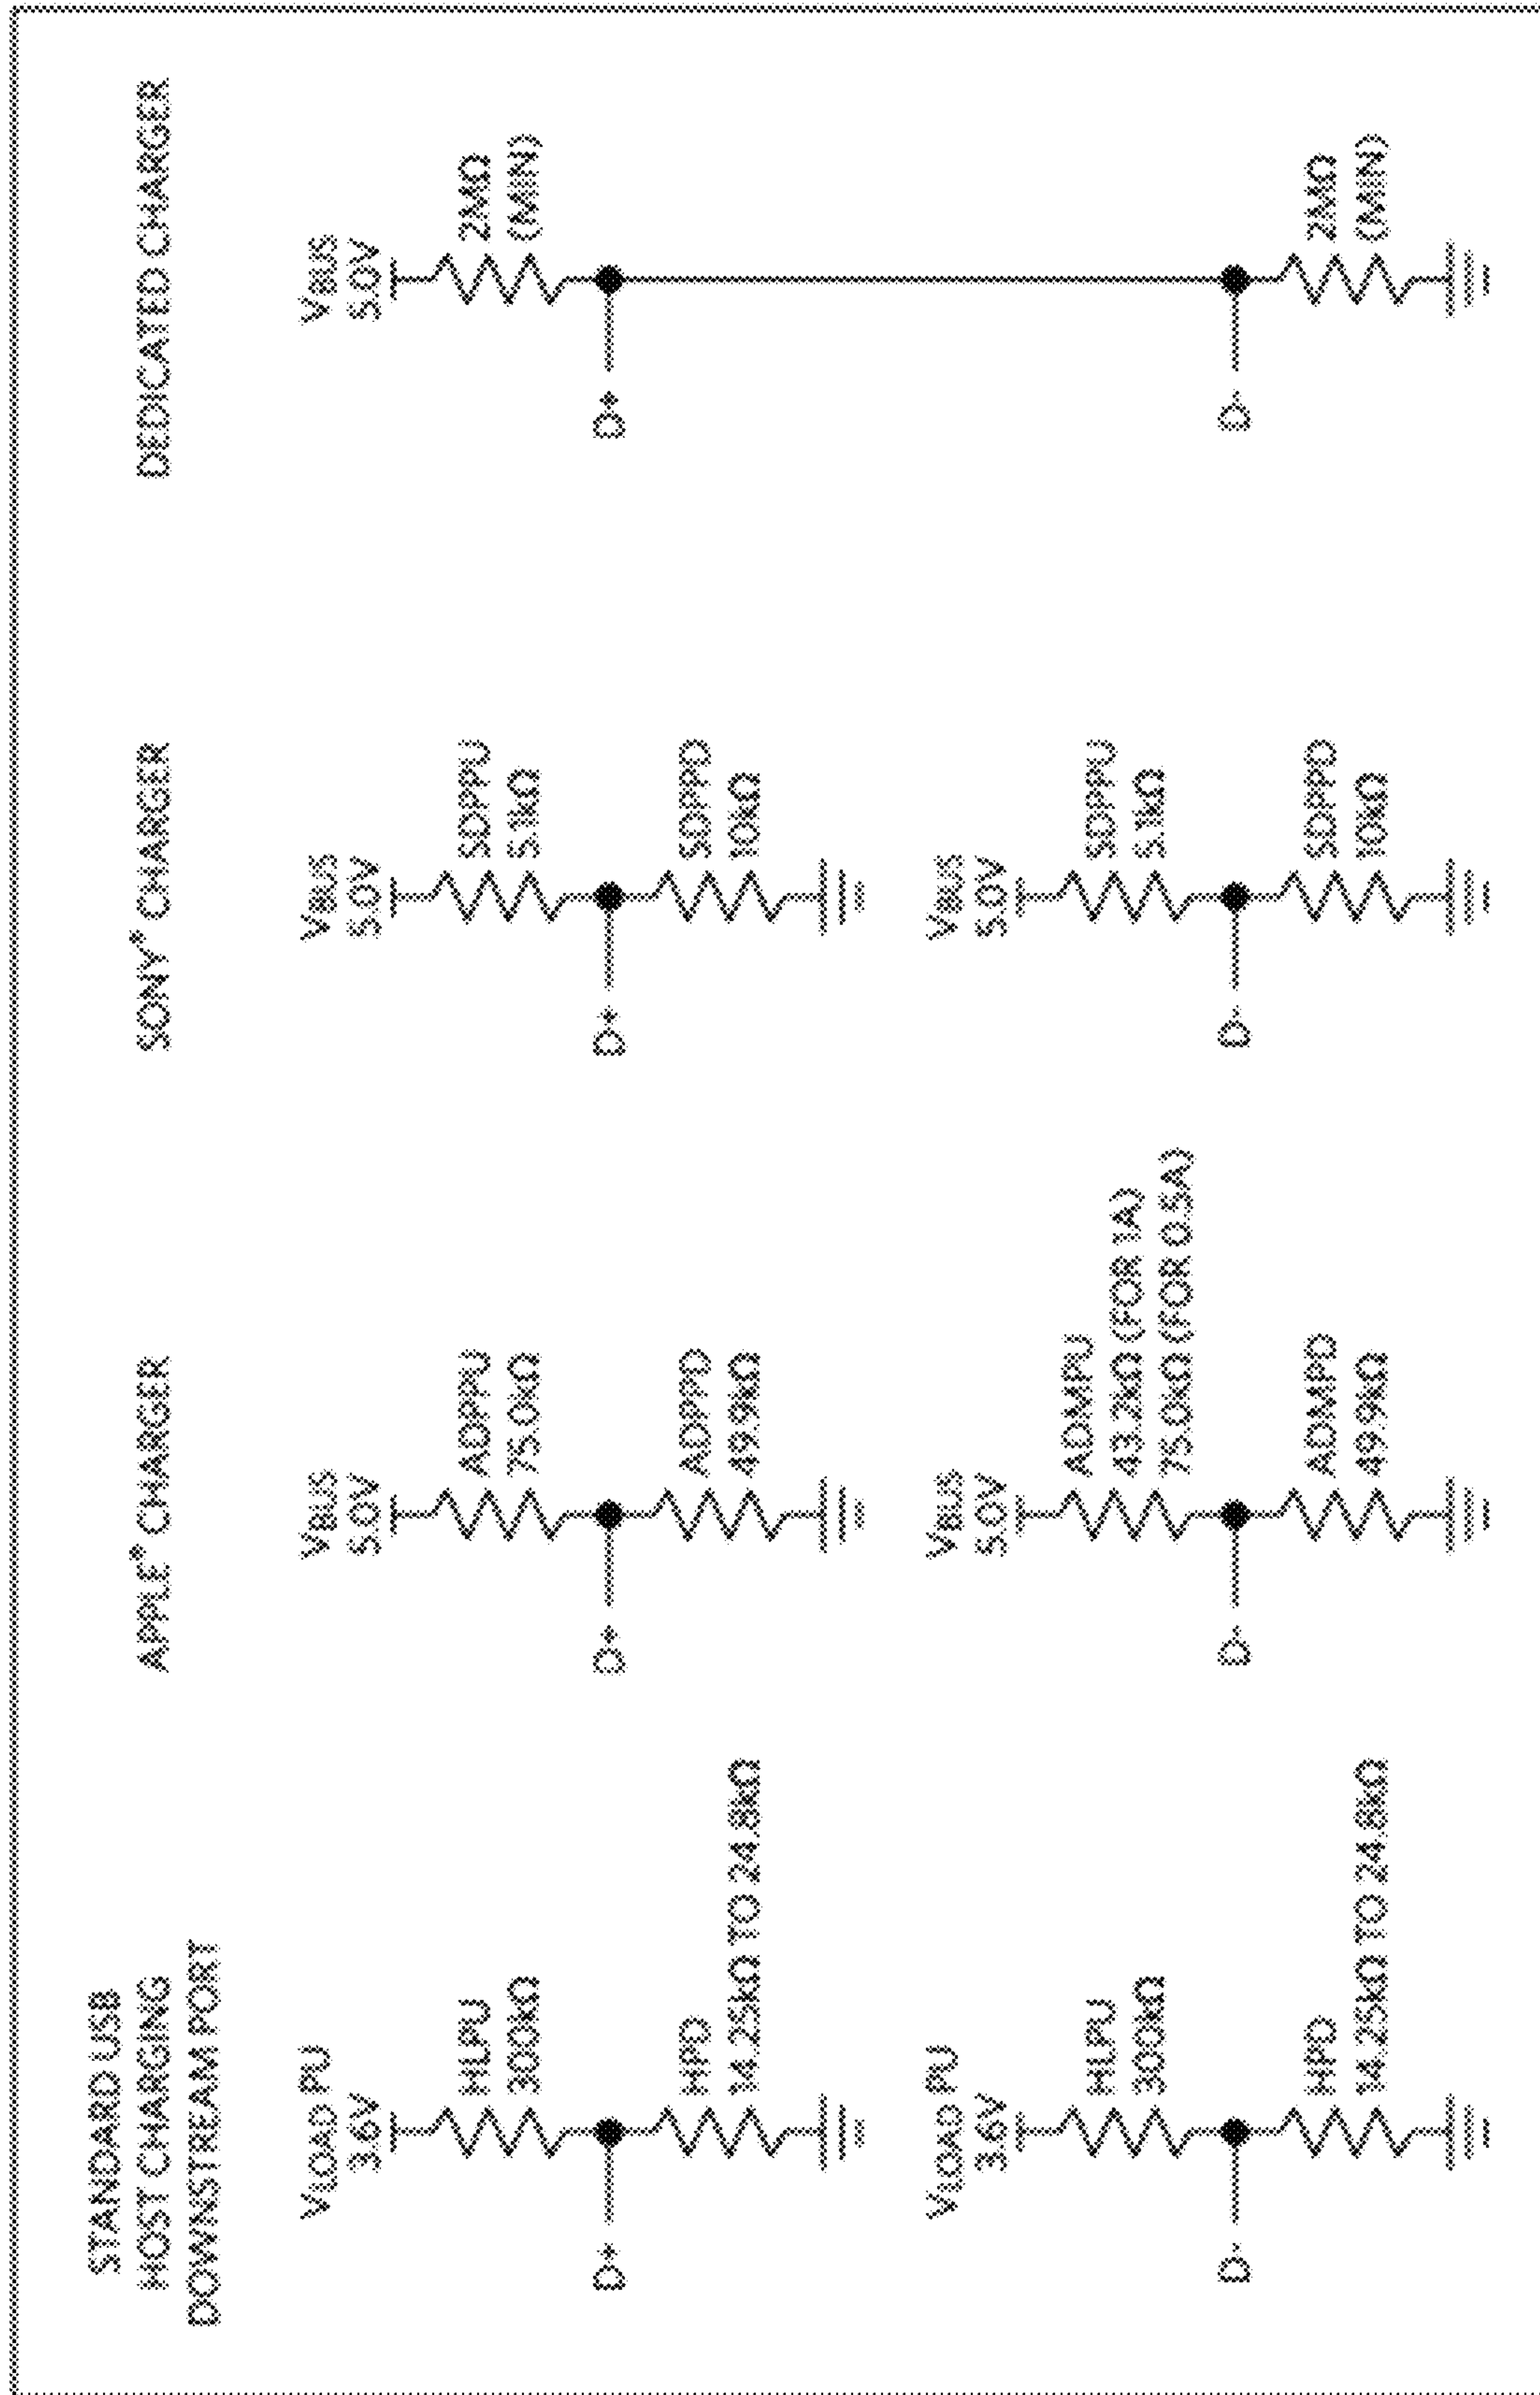 STANDARD USB
HOST CHARGING
DOWNSTREAM PORT
VLOAD PU
3.6V
HLPU
300kΩ
D+
HPD
14.25kΩ TO 24.8kΩ
VLOAD PU
3.6V
HLPU
300kΩ
D-
HPD
14.25kΩ TO 24.8kΩ
APPLE® CHARGER
VBUS
5.0V
ADPPU
75.0kΩ
D+
ADPPD
49.9kΩ
VBUS
5.0V
ADMPU
43.2kΩ (FOR 1A)
75.0kΩ (FOR 0.5A)
D-
ADMPD
49.9kΩ
SONY® CHARGER
VBUS
5.0V
SDPPU
5.1kΩ
D+
SDPPD
10kΩ
VBUS
5.0V
SDPPU
5.1kΩ
D-
SDPPD
10kΩ
DEDICATED CHARGER
VBUS
5.0V
2MΩ
(MIN)
D+
D-
2MΩ
(MIN)